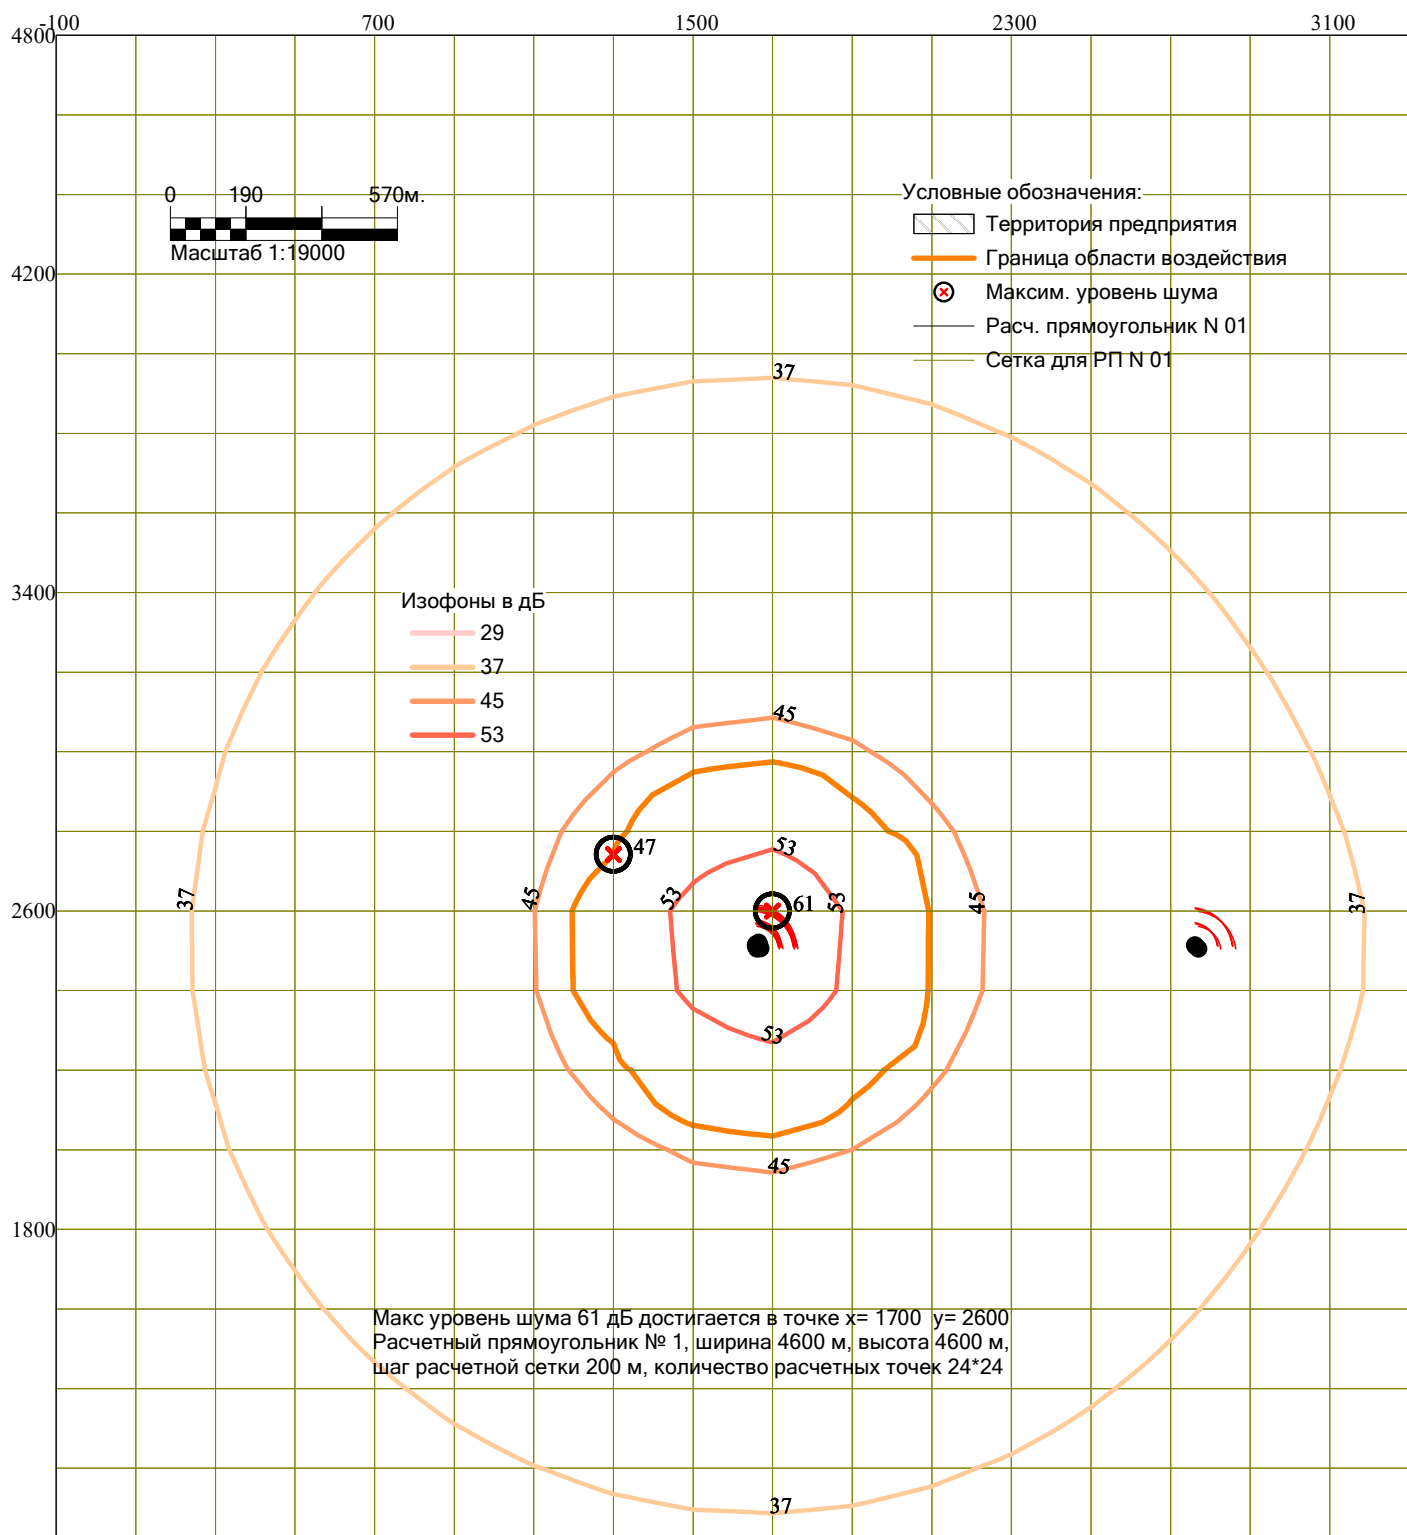 -100 700 1500 2300 3100
4800
0 190 570м.
Масштаб 1:19000
Условные обозначения:
Территория предприятия
Граница области воздействия
Максим. уровень шума
Расч. прямоугольник N 01
Сетка для РП N 01
4200
37
3400
Изофоны в дБ
29
37
45
53
45
47
53
37
45
53
61
53
45
37
2600
53
45
1800
Макс уровень шума 61 дБ достигается в точке x= 1700 y= 2600
Расчетный прямоугольник № 1, ширина 4600 м, высота 4600 м,
шаг расчетной сетки 200 м, количество расчетных точек 24*24
37